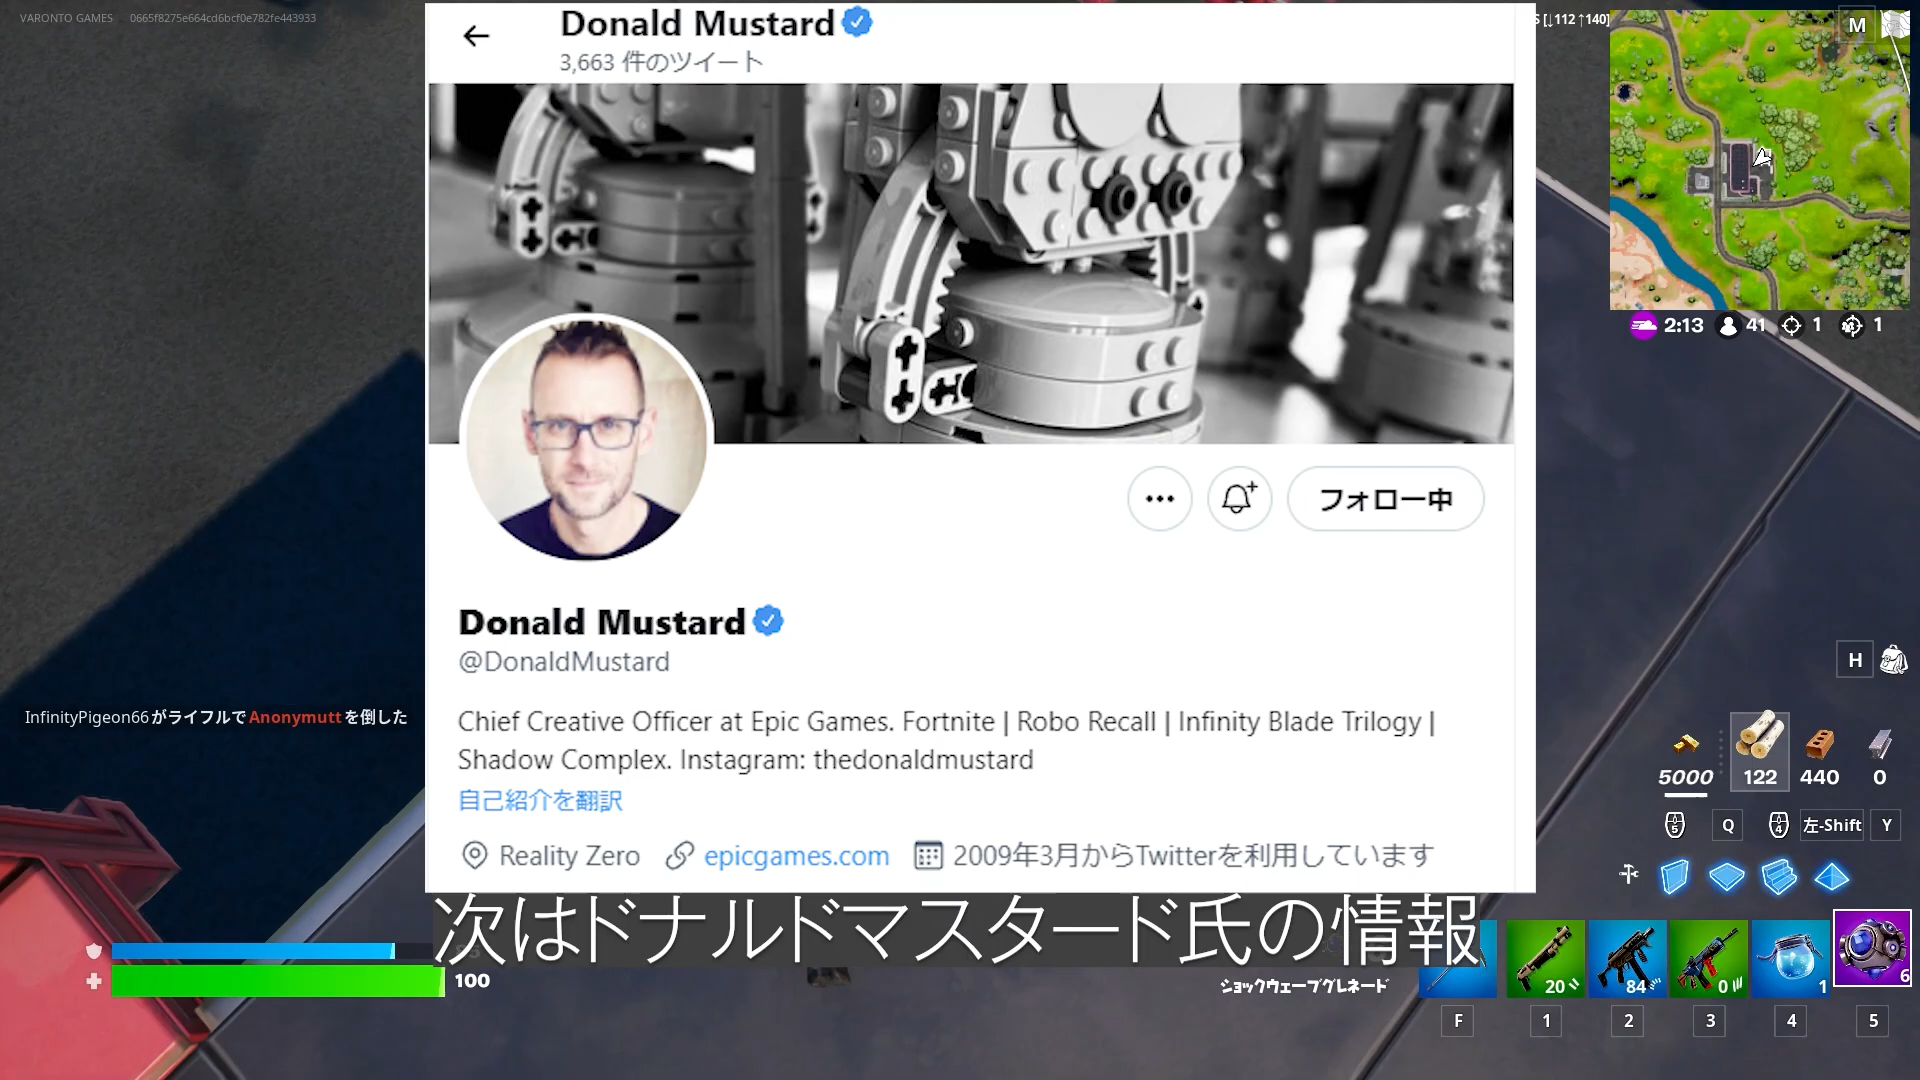 VARONTO GAMES 0665f8275e664cd6bcf0e782fe443933
Donald Mustard
3,663 件のツイート
[↓112 ↑140]
M
2:13 41 1 1
フォロー中
Donald Mustard
@DonaldMustard
Chief Creative Officer at Epic Games. Fortnite | Robo Recall | Infinity Blade Trilogy |
Shadow Complex. Instagram: thedonaldmustard
自己紹介を翻訳
Reality Zero epicgames.com 2009年3月からTwitterを利用しています
H
InfinityPigeon66がライフルでAnonymuttを倒した
5000 122 440 0
5 Q 4 左-Shift Y
次はドナルドマスタード氏の情報
100
ショックウェーブグレネード
20 84 0 1 6
F 1 2 3 4 5